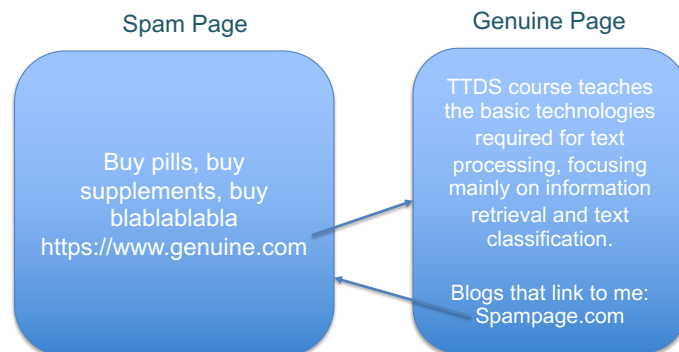 Spam Page
Buy pills, buy
supplements, buy
blablablabla
https://www.genuine.com
Genuine Page
TTDS course teaches
the basic technologies
required for text
processing, focusing
mainly on information
retrieval and text
classification.
Blogs that link to me:
Spampage.com